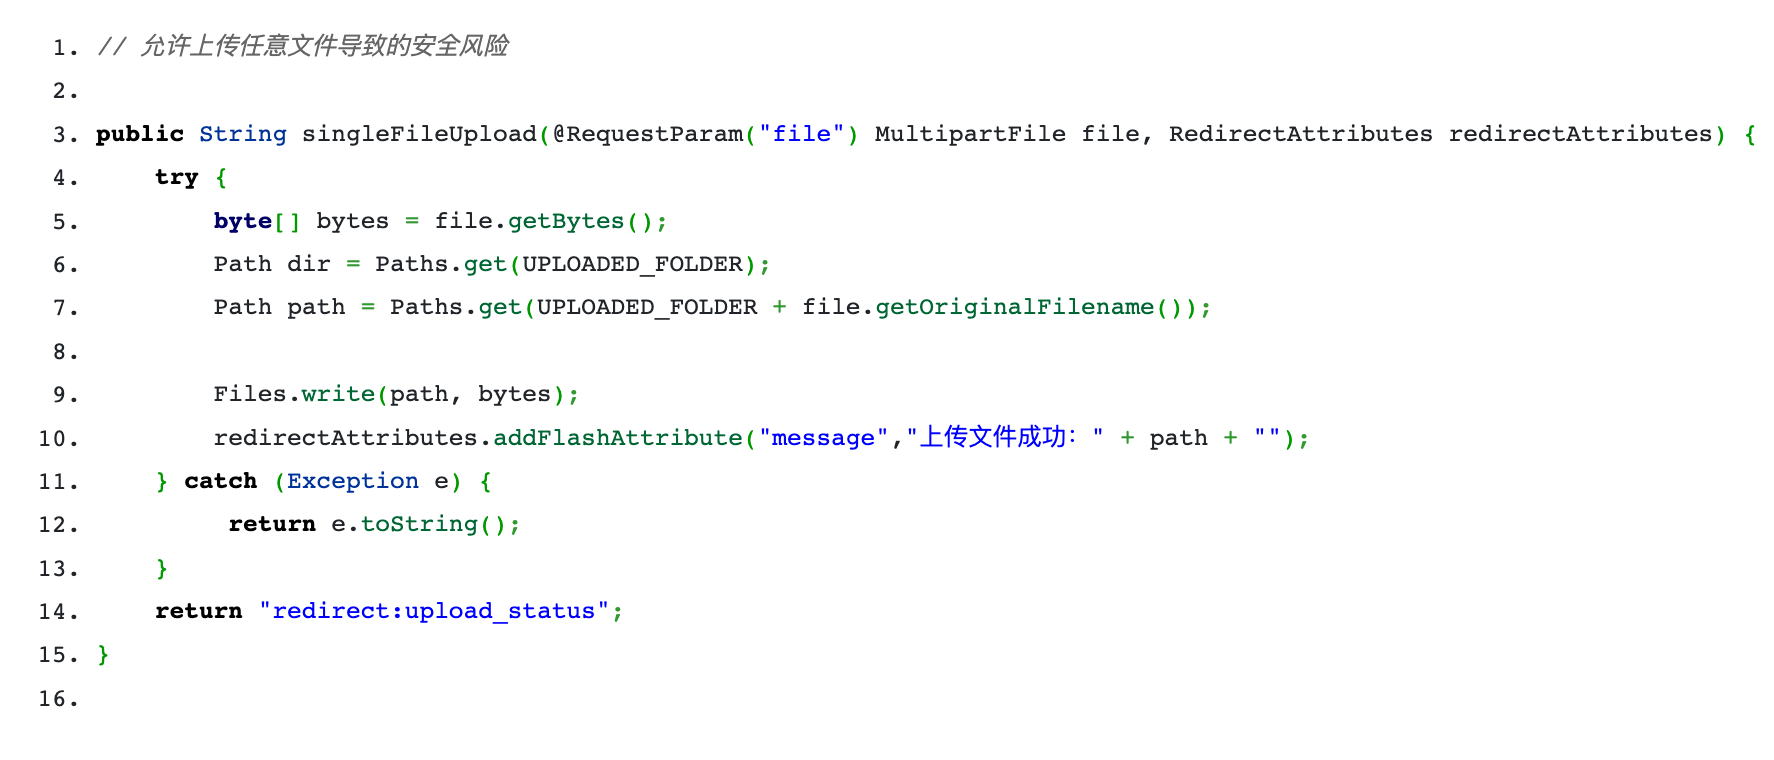 1. // 允许上传任意文件导致的安全风险
2.
3. public String singleFileUpload(@RequestParam("file") MultipartFile file, RedirectAttributes redirectAttributes) {
4.     try {
5.         byte[] bytes = file.getBytes();
6.         Path dir = Paths.get(UPLOADED_FOLDER);
7.         Path path = Paths.get(UPLOADED_FOLDER + file.getOriginalFilename());
8.
9.         Files.write(path, bytes);
10.         redirectAttributes.addFlashAttribute("message","上传文件成功：" + path + "");
11.     } catch (Exception e) {
12.          return e.toString();
13.     }
14.     return "redirect:upload_status";
15. }
16.